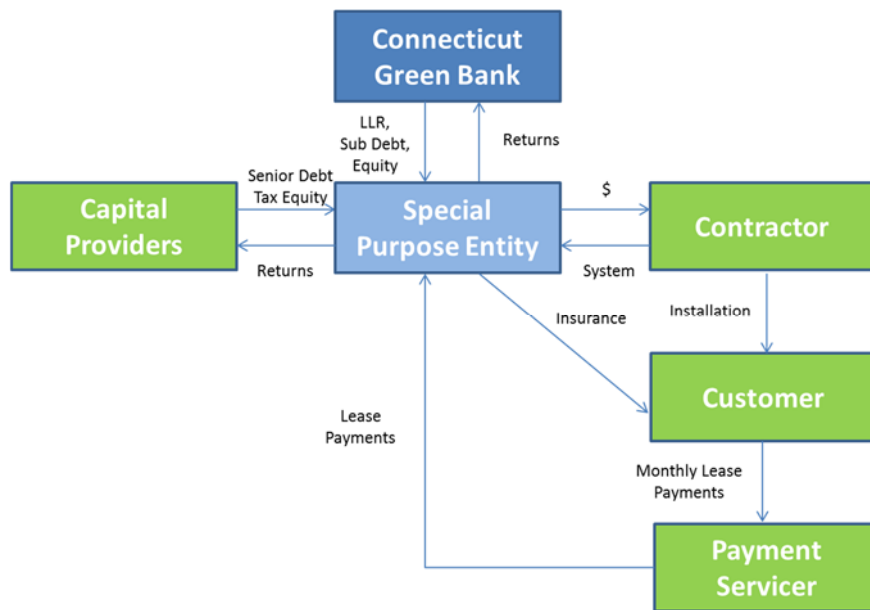 Connecticut
Green Bank
LLR,
Sub Debt,
Equity
Returns
Senior Debt
Tax Equity
$
Capital
Providers
Special
Purpose Entity
Contractor
Returns
System
Insurance
Installation
Customer
Lease
Payments
Monthly Lease
Payments
Payment
Servicer